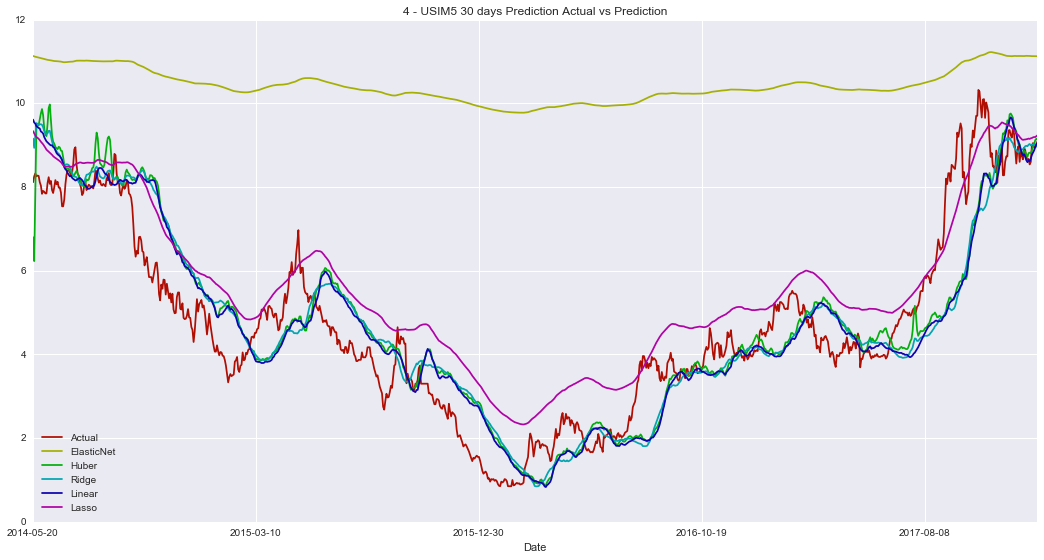 4 - USIM5 30 days Prediction Actual vs Prediction
12
10
8
6
4
2
0
Actual
ElasticNet
Huber
Ridge
Linear
Lasso
2014-05-20 2015-03-10 2015-12-30 2016-10-19 2017-08-08
Date